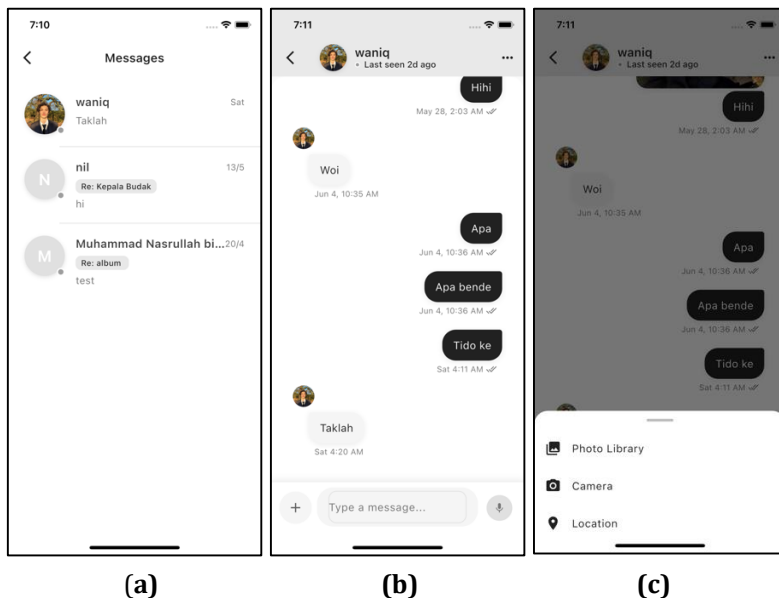 7:10
Messages
waniq
Sat
Taklah
nil
13/5
Re: Kepala Budak
hi
N
Muhammad Nasrullah bi...20/4
Re: album
M
test
(a)
7:11
waniq
• Last seen 2d ago
Hihi
May 28, 2:03 AM
Woi
Jun 4, 10:35 AM
Apa
Jun 4, 10:36 AM
Apa bende
Jun 4, 10:36 AM
Tido ke
Sat 4:11 AM
Taklah
Sat 4:20 AM
Type a message...
(b)
7:11
waniq
• Last seen 2d ago
Hihi
May 28, 2:03 AM
Woi
Jun 4, 10:35 AM
Apa
Jun 4, 10:36 AM
Apa bende
Jun 4, 10:36 AM
Tido ke
Sat 4:11 AM
Photo Library
Camera
Location
(c)